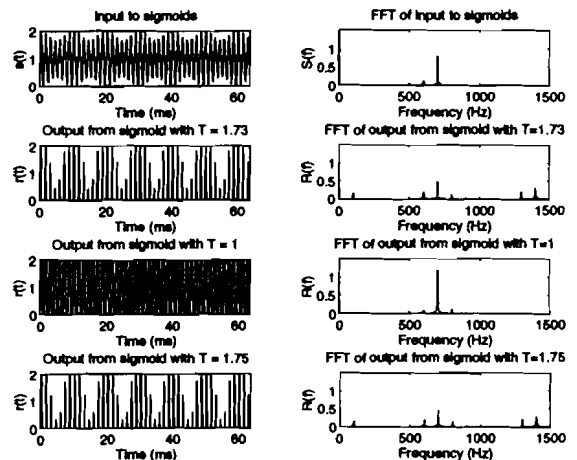 Input to sigmoids
FFT of input to sigmoids
s(t)
2
1
0
0 20 40 60
Time (ms)
S(f)
1
0.5
0
0 500 1000 1500
Frequency (Hz)
Output from sigmoid with T = 1.73
FFT of output from sigmoid with T=1.73
r(t)
2
1
0
0 20 40 60
Time (ms)
R(f)
1
0.5
0
0 500 1000 1500
Frequency (Hz)
Output from sigmoid with T = 1
FFT of output from sigmoid with T=1
r(t)
2
1
0
0 20 40 60
Time (ms)
R(f)
1
0.5
0
0 500 1000 1500
Frequency (Hz)
Output from sigmoid with T = 1.75
FFT of output from sigmoid with T=1.75
r(t)
2
1
0
0 20 40 60
Time (ms)
R(f)
1
0.5
0
0 500 1000 1500
Frequency (Hz)